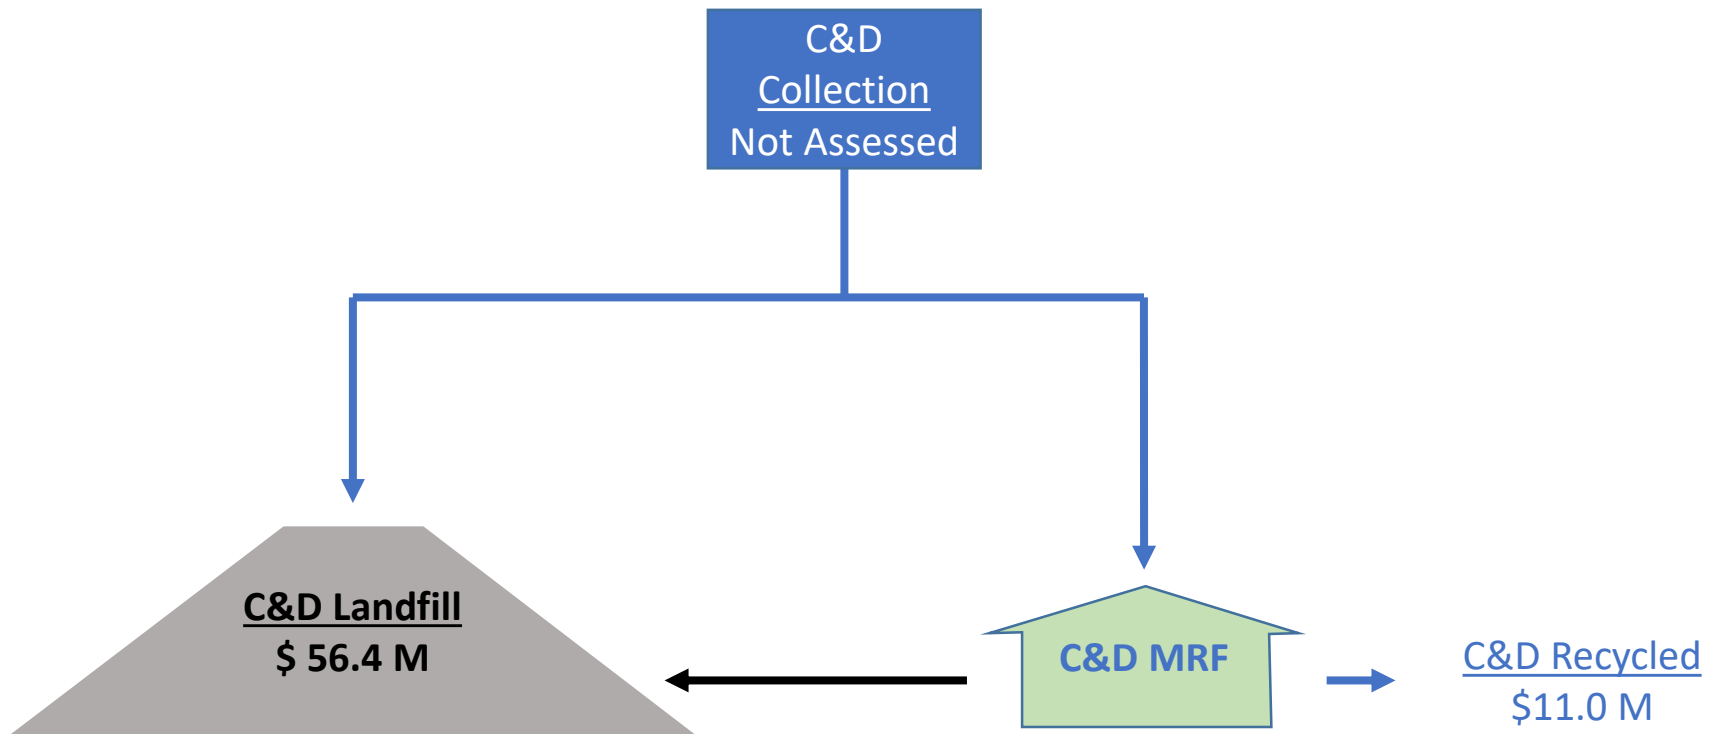 C&D
Collection
Not Assessed
C&D Landfill
$ 56.4 M
C&D MRF
C&D Recycled
$11.0 M